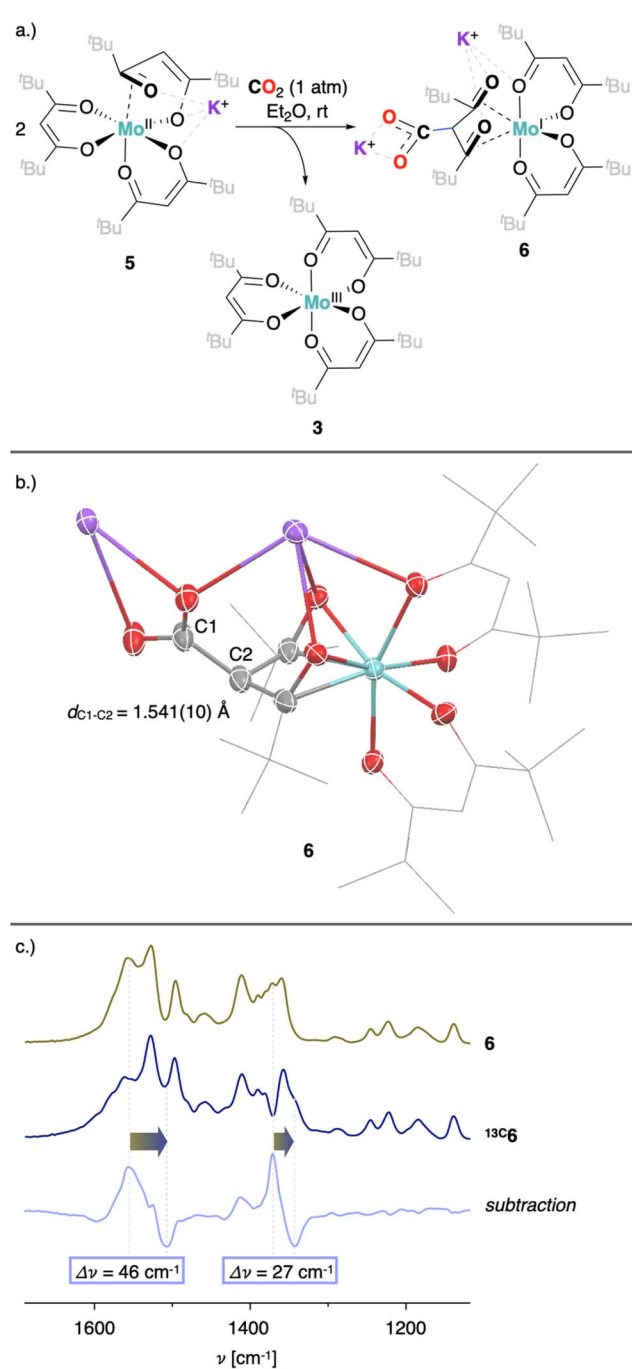 a.)
2
O
O
O
O
O
O
Mo^II
K⁺
ᵗBu
ᵗBu
ᵗBu
ᵗBu
ᵗBu
ᵗBu
5
CO₂ (1 atm)
Et₂O, rt
K⁺
K⁺
O
C
O
O
O
O
O
O
O
Mo^I
ᵗBu
ᵗBu
ᵗBu
ᵗBu
ᵗBu
ᵗBu
6
O
O
O
O
O
O
Mo^III
ᵗBu
ᵗBu
ᵗBu
ᵗBu
ᵗBu
ᵗBu
3
b.)
C1
C2
d_C1-C2 = 1.541(10) Å
6
c.)
6
¹³ᶜ6
subtraction
Δν = 46 cm⁻¹
Δν = 27 cm⁻¹
1600 1400 1200
ν [cm⁻¹]